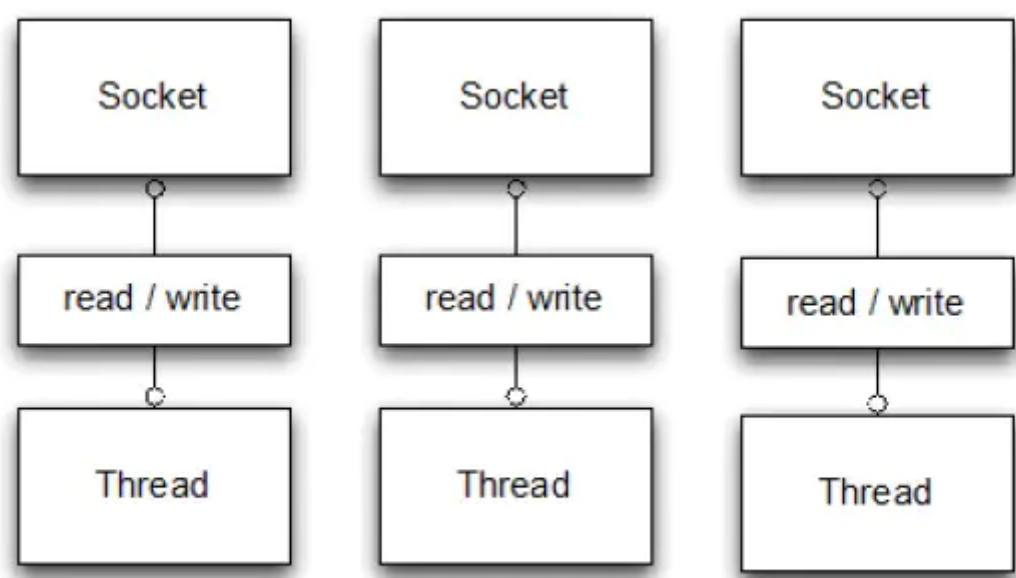 Socket
Socket
Socket
read / write
read / write
read / write
Thread
Thread
Thread